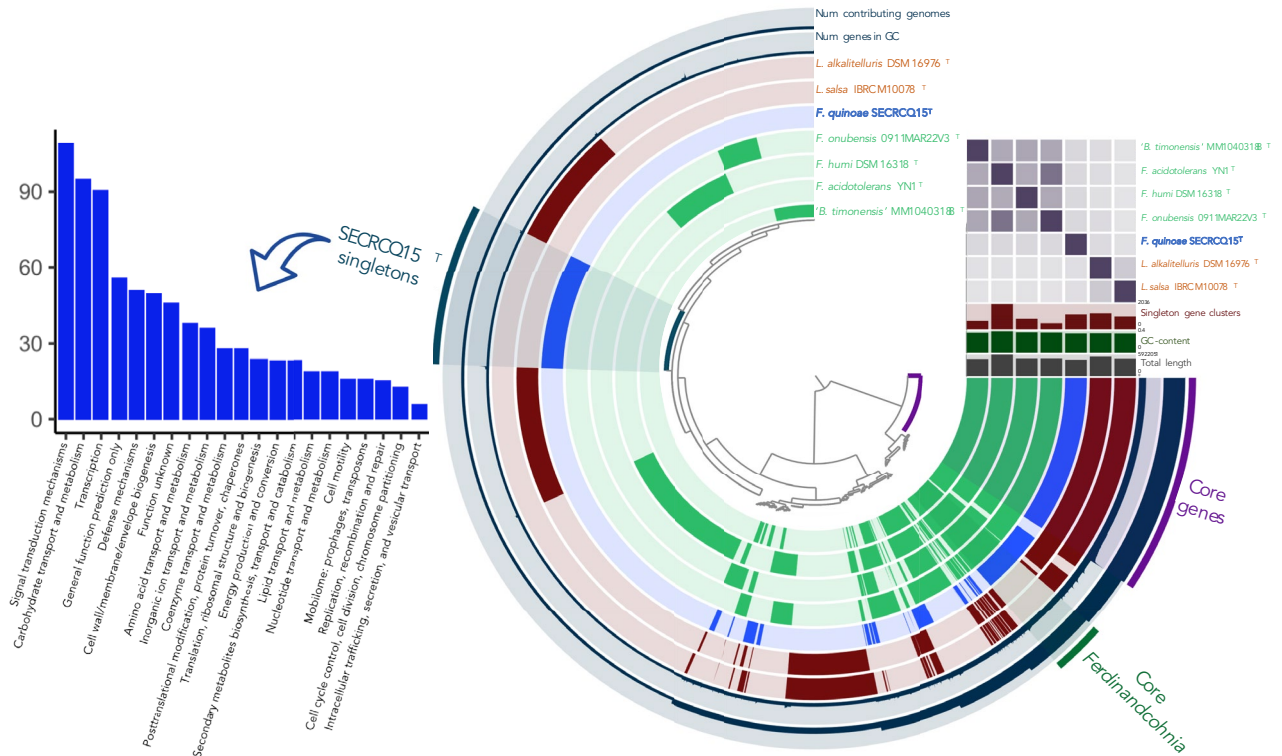 Num contributing genomes
Num genes in GC
L. alkalitelluris DSM 16976 T
L. salsa IBRC M10078 T
F. quinoae SECRCQ15T
F. onubensis 0911MAR22V3 T
F. humi DSM 16318 T
F. acidotolerans YN1 T
'B. timonensis' MM10403188 T
'B. timonensis' MM10403188 T
F. acidotolerans YN1 T
F. humi DSM 16318 T
F. onubensis 0911MAR22V3 T
F. quinoae SECRCQ15T
L. alkalitelluris DSM 16976 T
L. salsa IBRC M10078 T
2036
Singleton gene clusters
0
0.4
GC-content
0
5922053
Total length
0
SECRCQ15 T
singletons
90
60
30
0
Signal transduction mechanisms
Carbohydrate transport and metabolism
Transcription
General function prediction only
Defense mechanisms
Cell wall/membrane/envelope biogenesis
Function unknown
Amino acid transport and metabolism
Inorganic ion transport and metabolism
Coenzyme transport and metabolism
Posttranslational modification, protein turnover, chaperones
Translation, ribosomal structure and biogenesis
Energy production and conversion
Secondary metabolites biosynthesis, transport and catabolism
Lipid transport and metabolism
Nucleotide transport and metabolism
Cell motility
Mobilome: prophages, transposons
Replication, recombination and repair
Cell cycle control, cell division, chromosome partitioning
Intracellular trafficking, secretion, and vesicular transport
Core
genes
Core
Ferdinandcohnia